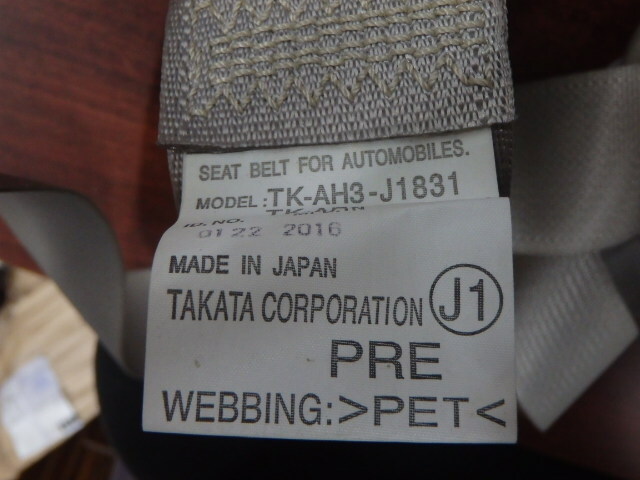 SEAT BELT FOR AUTOMOBILES.
MODEL:TK-AH3-J1831
ID. NO.
0122 2016
MADE IN JAPAN
TAKATA CORPORATION J1
PRE
WEBBING:>PET<